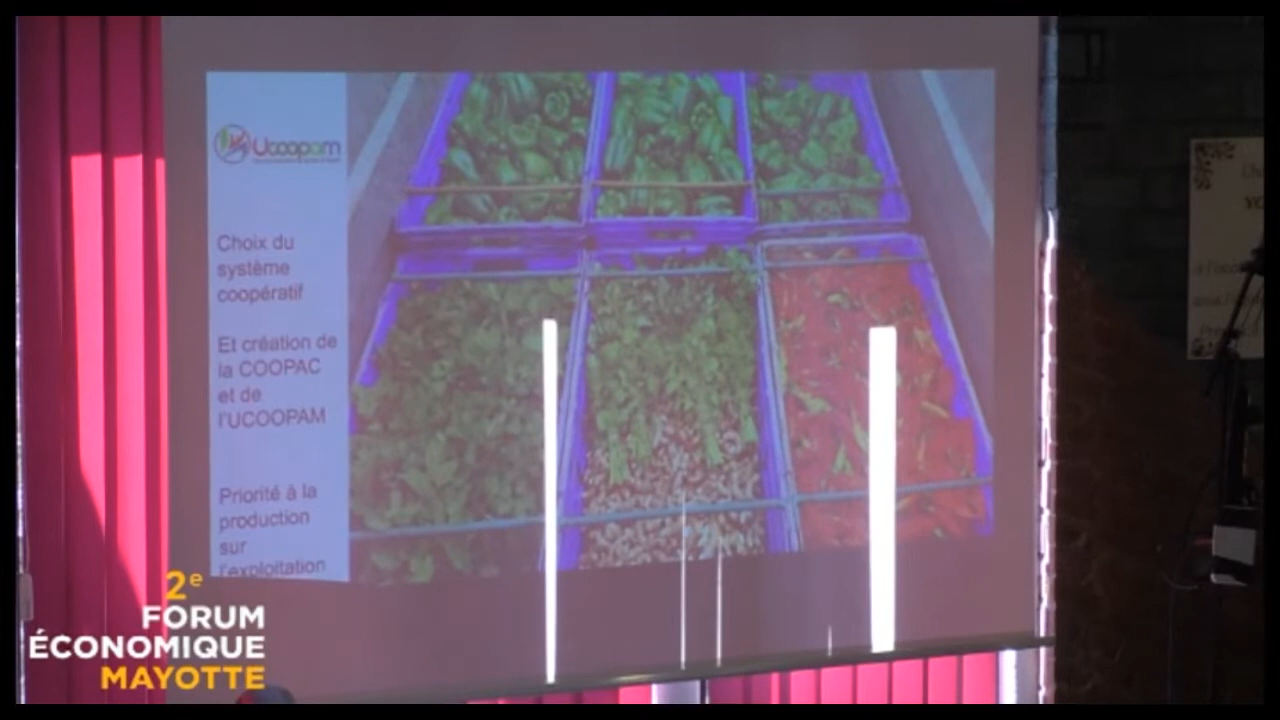 Ucoopam
Choix du
système
coopératif
Et création de
la COOPAC
et de
l'UCOOPAM
Priorité à la
production
sur
l'exploitation
2e
FORUM
ÉCONOMIQUE
MAYOTTE